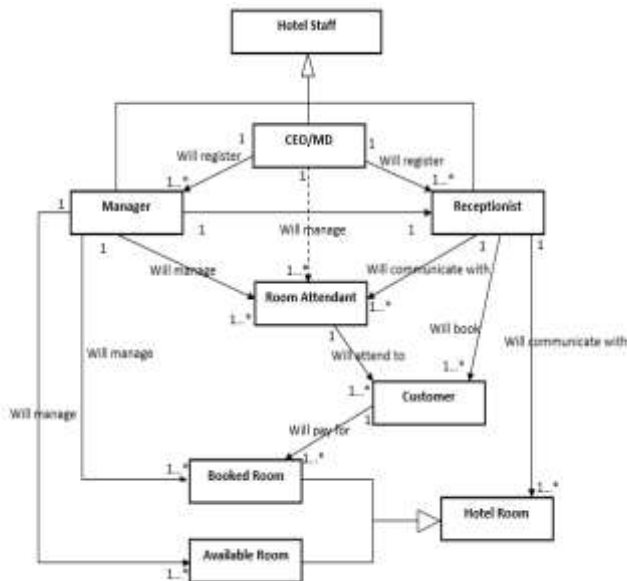 Hotel Staff
CEO/MD
1
1
1
Will register
Will register
1...*
1...*
Manager
Receptionist
1
1
1
Will manage
1
1
1
Will manage
Will communicate with
1...*
Room Attendant
1...*
1...*
1
Will book
Will manage
Will attend to
Will communicate with
1...*
1...*
Customer
1
Will manage
Will pay for
1...*
1...*
Booked Room
1...*
Hotel Room
Available Room
1...*